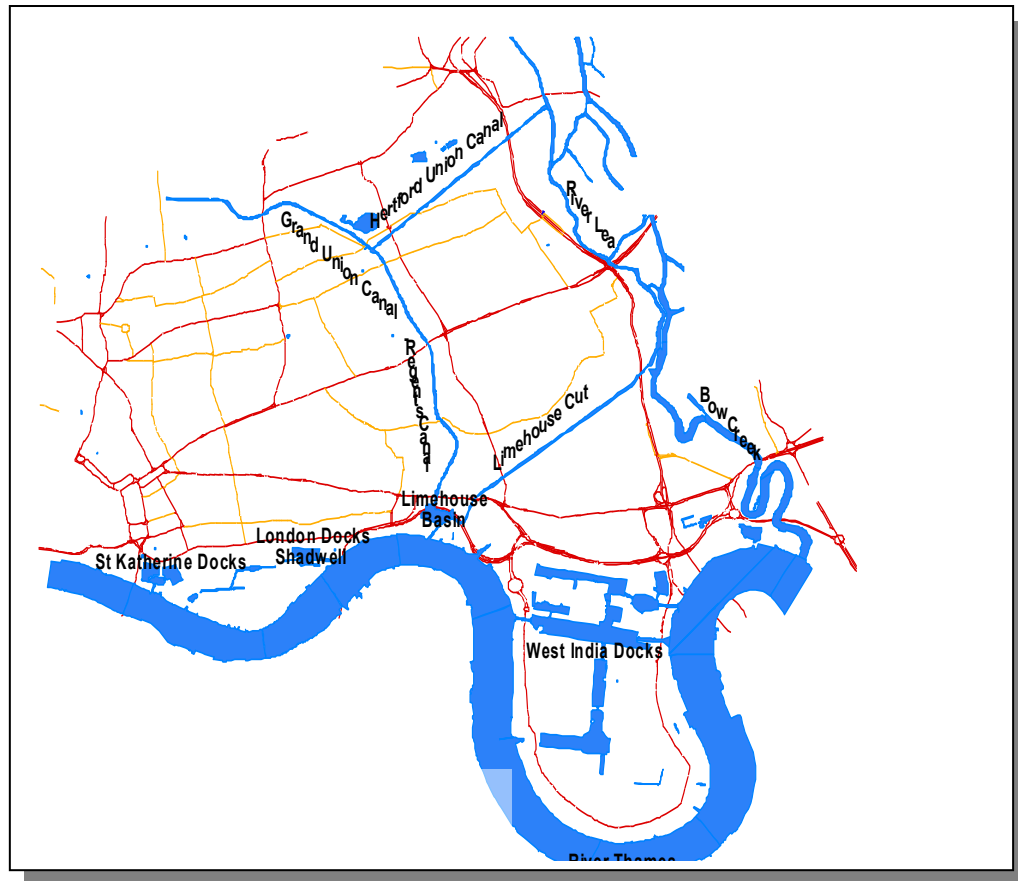 Hertford Union Canal
River Lea
Grand Union Canal
Regents Canal
Limehouse Cut
Bow Creek
Limehouse
Basin
London Docks
Shadwell
St Katherine Docks
West India Docks
River Thames